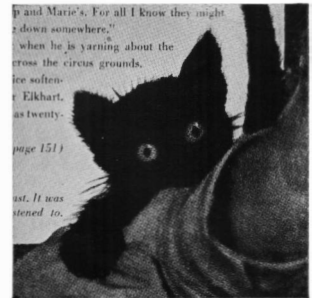 p and Marie's. For all I know they might
e down somewhere."
when he is yarning about the
cross the circus grounds.
ice soften-
r Elkhart,
as twenty-
page 151)
ast. It was
stened to.